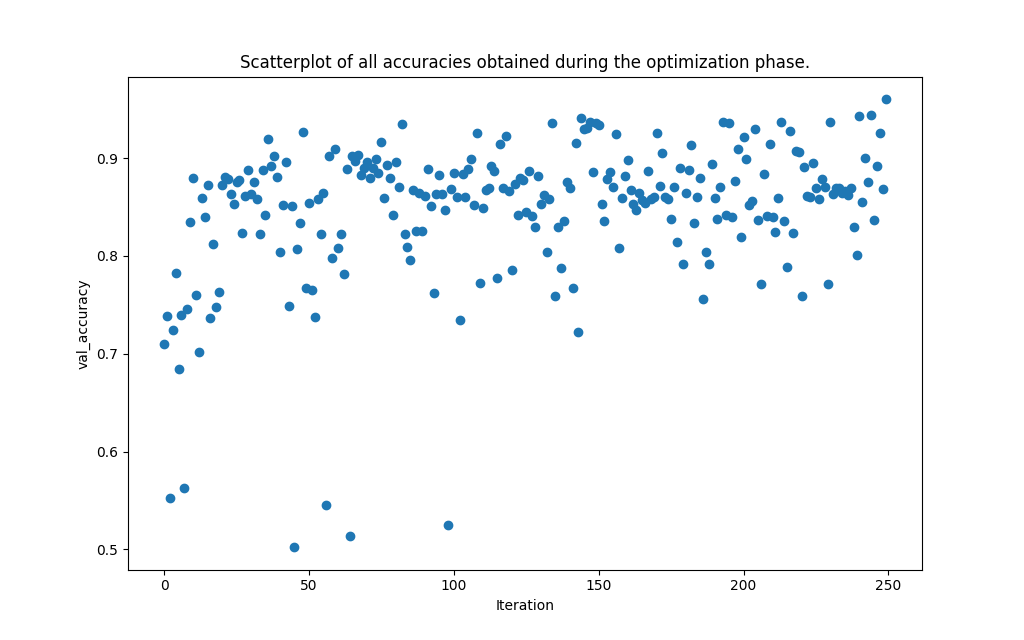 Scatterplot of all accuracies obtained during the optimization phase.
val_accuracy
0.9
0.8
0.7
0.6
0.5
0 50 100 150 200 250
Iteration